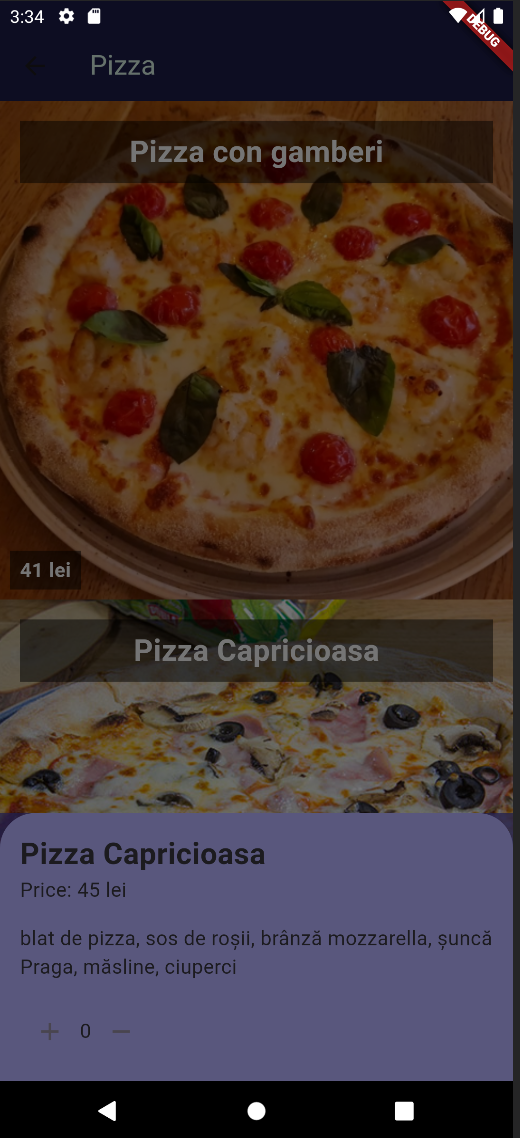 3:34
DEBUG
Pizza
Pizza con gamberi
41 lei
Pizza Capricioasa
Pizza Capricioasa
Price: 45 lei
blat de pizza, sos de roșii, brânză mozzarella, șuncă
Praga, măsline, ciuperci
+ 0 −